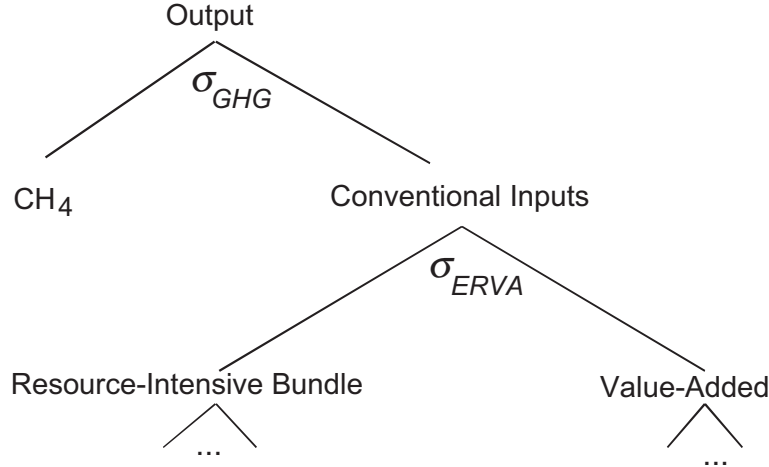 Output
σGHG
CH4
Conventional Inputs
σERVA
Resource-Intensive Bundle
Value-Added
...
...